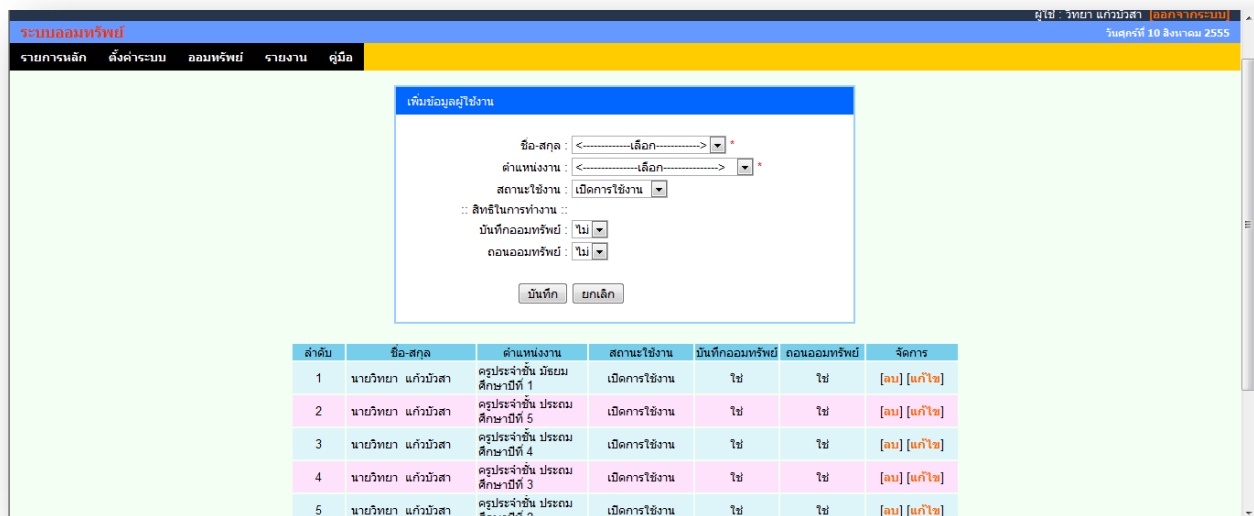 ผู้ใช้ : วิทยา แก้วบัวสา [ออกจากระบบ]
ระบบออมทรัพย์
วันศุกร์ที่ 10 สิงหาคม 2555
รายการหลัก ตั้งค่าระบบ ออมทรัพย์ รายงาน คู่มือ
เพิ่มข้อมูลผู้ใช้งาน
ชื่อ-สกุล : <-------------เลือก------------> *
ตำแหน่งงาน : <---------------เลือก---------------> *
สถานะใช้งาน : เปิดการใช้งาน
:: สิทธิในการทำงาน ::
บันทึกออมทรัพย์ : ไม่
ถอนออมทรัพย์ : ไม่
บันทึก ยกเลิก
ลำดับ ชื่อ-สกุล ตำแหน่งงาน สถานะใช้งาน บันทึกออมทรัพย์ ถอนออมทรัพย์ จัดการ
1 นายวิทยา แก้วบัวสา ครูประจำชั้น มัธยม เปิดการใช้งาน ใช่ ใช่ [ลบ] [แก้ไข]
ศึกษาปีที่ 1
2 นายวิทยา แก้วบัวสา ครูประจำชั้น ประถม เปิดการใช้งาน ใช่ ใช่ [ลบ] [แก้ไข]
ศึกษาปีที่ 5
3 นายวิทยา แก้วบัวสา ครูประจำชั้น ประถม เปิดการใช้งาน ใช่ ใช่ [ลบ] [แก้ไข]
ศึกษาปีที่ 4
4 นายวิทยา แก้วบัวสา ครูประจำชั้น ประถม เปิดการใช้งาน ใช่ ใช่ [ลบ] [แก้ไข]
ศึกษาปีที่ 3
5 นายวิทยา แก้วบัวสา ครูประจำชั้น ประถม เปิดการใช้งาน ใช่ ใช่ [ลบ] [แก้ไข]